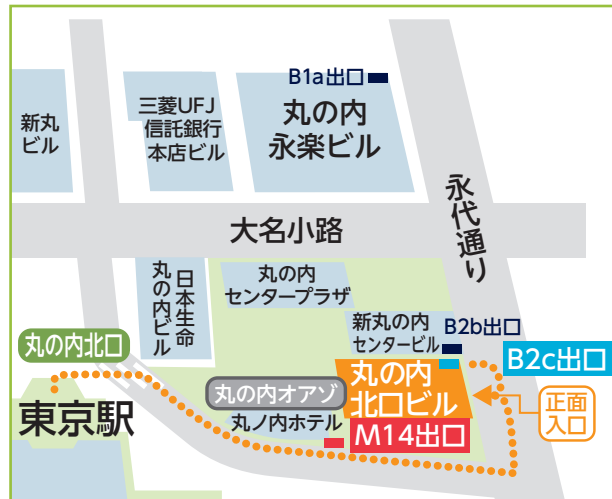 B1a出口
新丸
ビル
三菱UFJ
信託銀行
本店ビル
丸の内
永楽ビル
永代通り
大名小路
日本生命
丸の内ビル
丸の内
センタープラザ
新丸の内
センタービル
B2b出口
B2c出口
丸の内北口
東京駅
丸の内オアゾ
丸ノ内ホテル
丸の内
北口ビル
M14出口
正面
入口